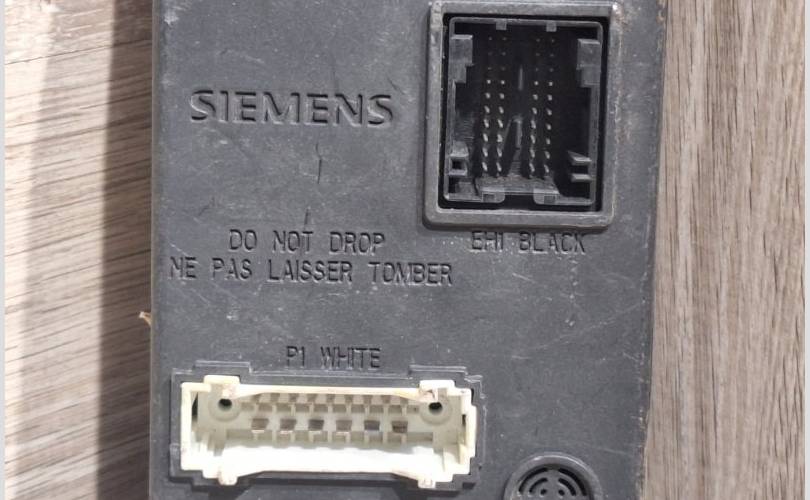 SIEMENS
DO NOT DROP
NE PAS LAISSER TOMBER
EH1 BLACK
P1 WHITE